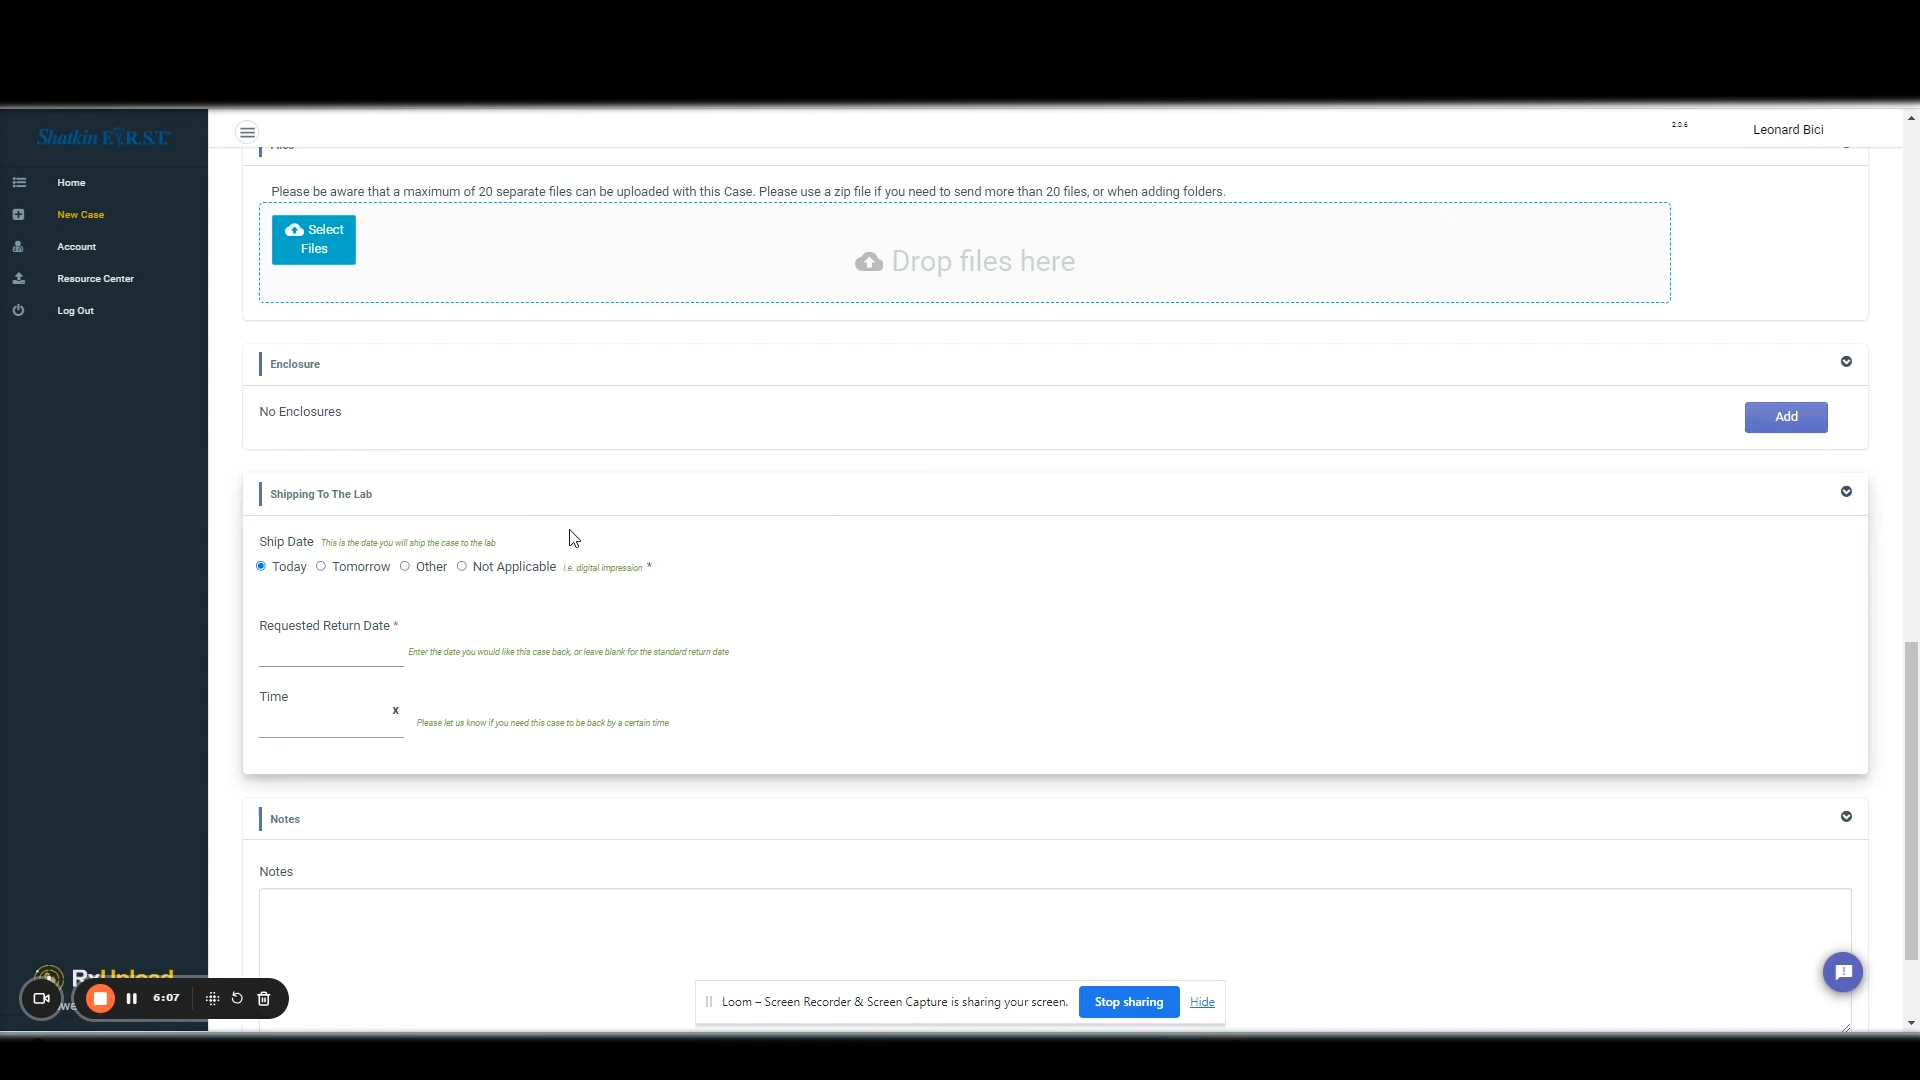 Shatkin F.I.R.S.T.
2.0.6
Leonard Bici
Home
New Case
Account
Resource Center
Log Out
Files
Please be aware that a maximum of 20 separate files can be uploaded with this Case. Please use a zip file if you need to send more than 20 files, or when adding folders.
Select
Files
Drop files here
Enclosure
No Enclosures
Add
Shipping To The Lab
Ship Date This is the date you will ship the case to the lab
Today Tomorrow Other Not Applicable i.e. digital impression *
Requested Return Date *
Enter the date you would like this case back, or leave blank for the standard return date
Time
x
Please let us know if you need this case to be back by a certain time
Notes
Notes
RxUpload
6:07
Loom – Screen Recorder & Screen Capture is sharing your screen.
Stop sharing
Hide